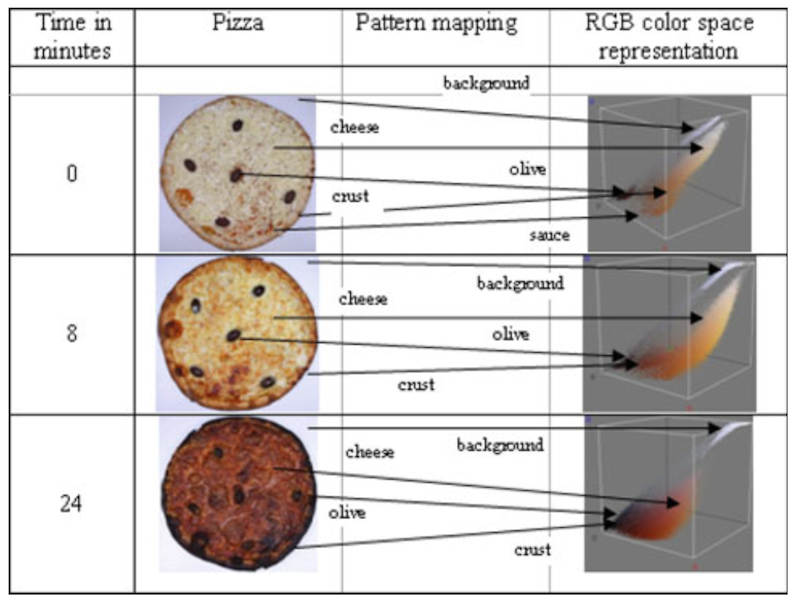 Time in minutes
Pizza
Pattern mapping
RGB color space representation
0
background
cheese
olive
crust
sauce
8
background
cheese
olive
crust
24
cheese
background
olive
crust